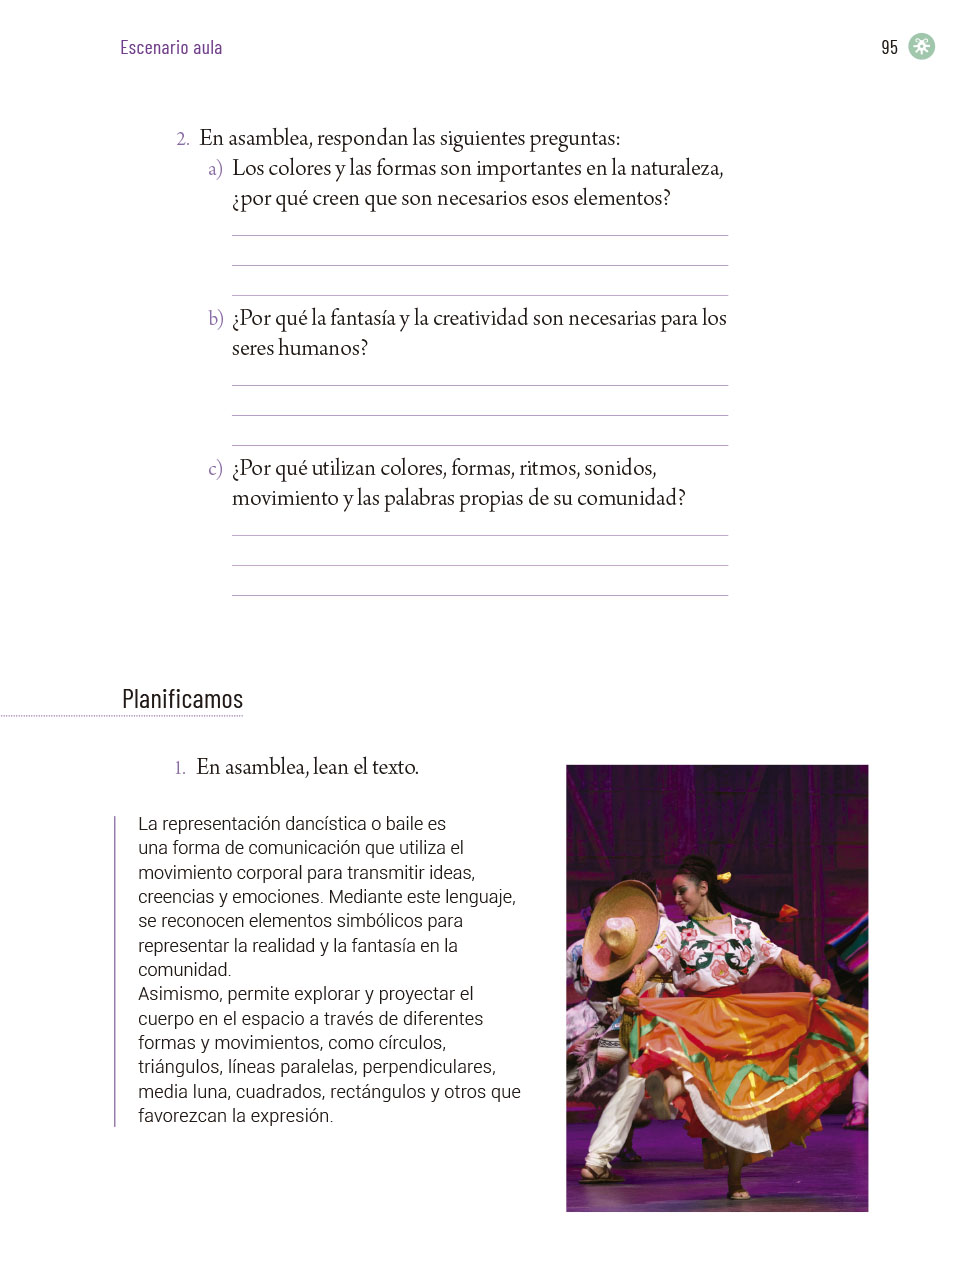 Escenario aula
95
2. En asamblea, respondan las siguientes preguntas:
a) Los colores y las formas son importantes en la naturaleza,
¿por qué creen que son necesarios esos elementos?
b) ¿Por qué la fantasía y la creatividad son necesarias para los
seres humanos?
c) ¿Por qué utilizan colores, formas, ritmos, sonidos,
movimiento y las palabras propias de su comunidad?
Planificamos
1. En asamblea, lean el texto.
La representación dancística o baile es
una forma de comunicación que utiliza el
movimiento corporal para transmitir ideas,
creencias y emociones. Mediante este lenguaje,
se reconocen elementos simbólicos para
representar la realidad y la fantasía en la
comunidad.
Asimismo, permite explorar y proyectar el
cuerpo en el espacio a través de diferentes
formas y movimientos, como círculos,
triángulos, líneas paralelas, perpendiculares,
media luna, cuadrados, rectángulos y otros que
favorezcan la expresión.